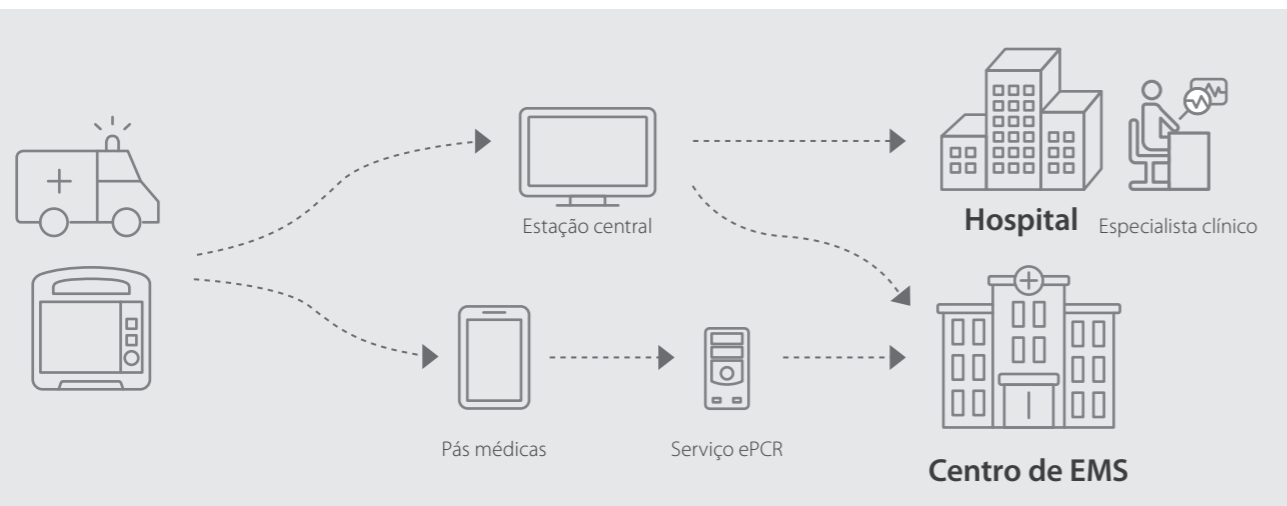 Estação central
Hospital
Especialista clínico
Pás médicas
Serviço ePCR
Centro de EMS